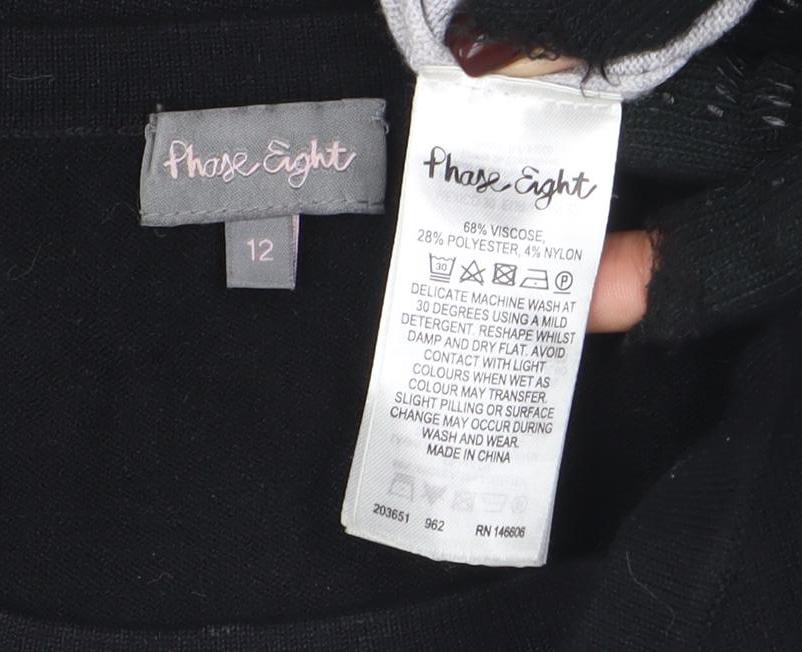 Phase Eight
12
Phase Eight
68% VISCOSE,
28% POLYESTER, 4% NYLON
30
P
DELICATE MACHINE WASH AT
30 DEGREES USING A MILD
DETERGENT. RESHAPE WHILST
DAMP AND DRY FLAT. AVOID
CONTACT WITH LIGHT
COLOURS WHEN WET AS
COLOUR MAY TRANSFER.
SLIGHT PILLING OR SURFACE
CHANGE MAY OCCUR DURING
WASH AND WEAR.
MADE IN CHINA
203651 962 RN 146606